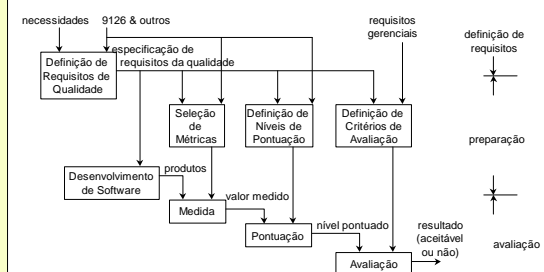 necessidades
9126 & outros
requisitos
gerenciais
definição de
requisitos
especificação de
requisitos da qualidade
Definição de
Requisitos de
Qualidade
Seleção
de
Métricas
Definição de
Níveis de
Pontuação
Definição de
Critérios de
Avaliação
preparação
Desenvolvimento
de Software
produtos
Medida
valor medido
Pontuação
nível pontuado
resultado
(aceitável
ou não)
avaliação
Avaliação